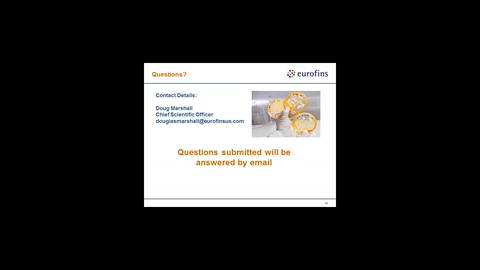 Questions?
eurofins
Contact Details:
Doug Marshall
Chief Scientific Officer
douglasmarshall@eurofinsus.com
Questions submitted will be
answered by email